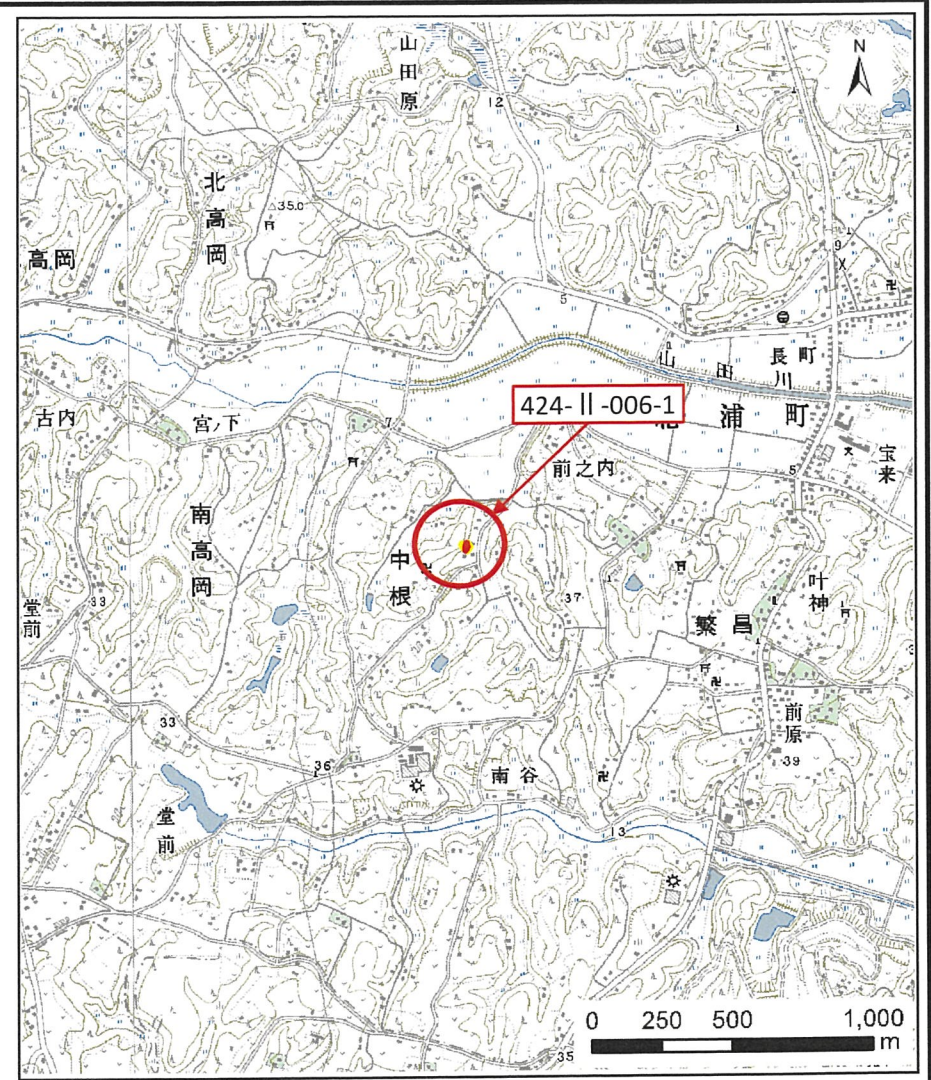 山田原
N
12
北高岡
35.0
高岡
9
5
長町
山田川
古内
宮ノ下
424-Ⅱ-006-1
浦町
7
前之内
5
宝来
南高岡
中根
堂前
33
37
叶神
繁昌
33
前原
36
南谷
39
堂前
13
0 250 500 1,000
m
35